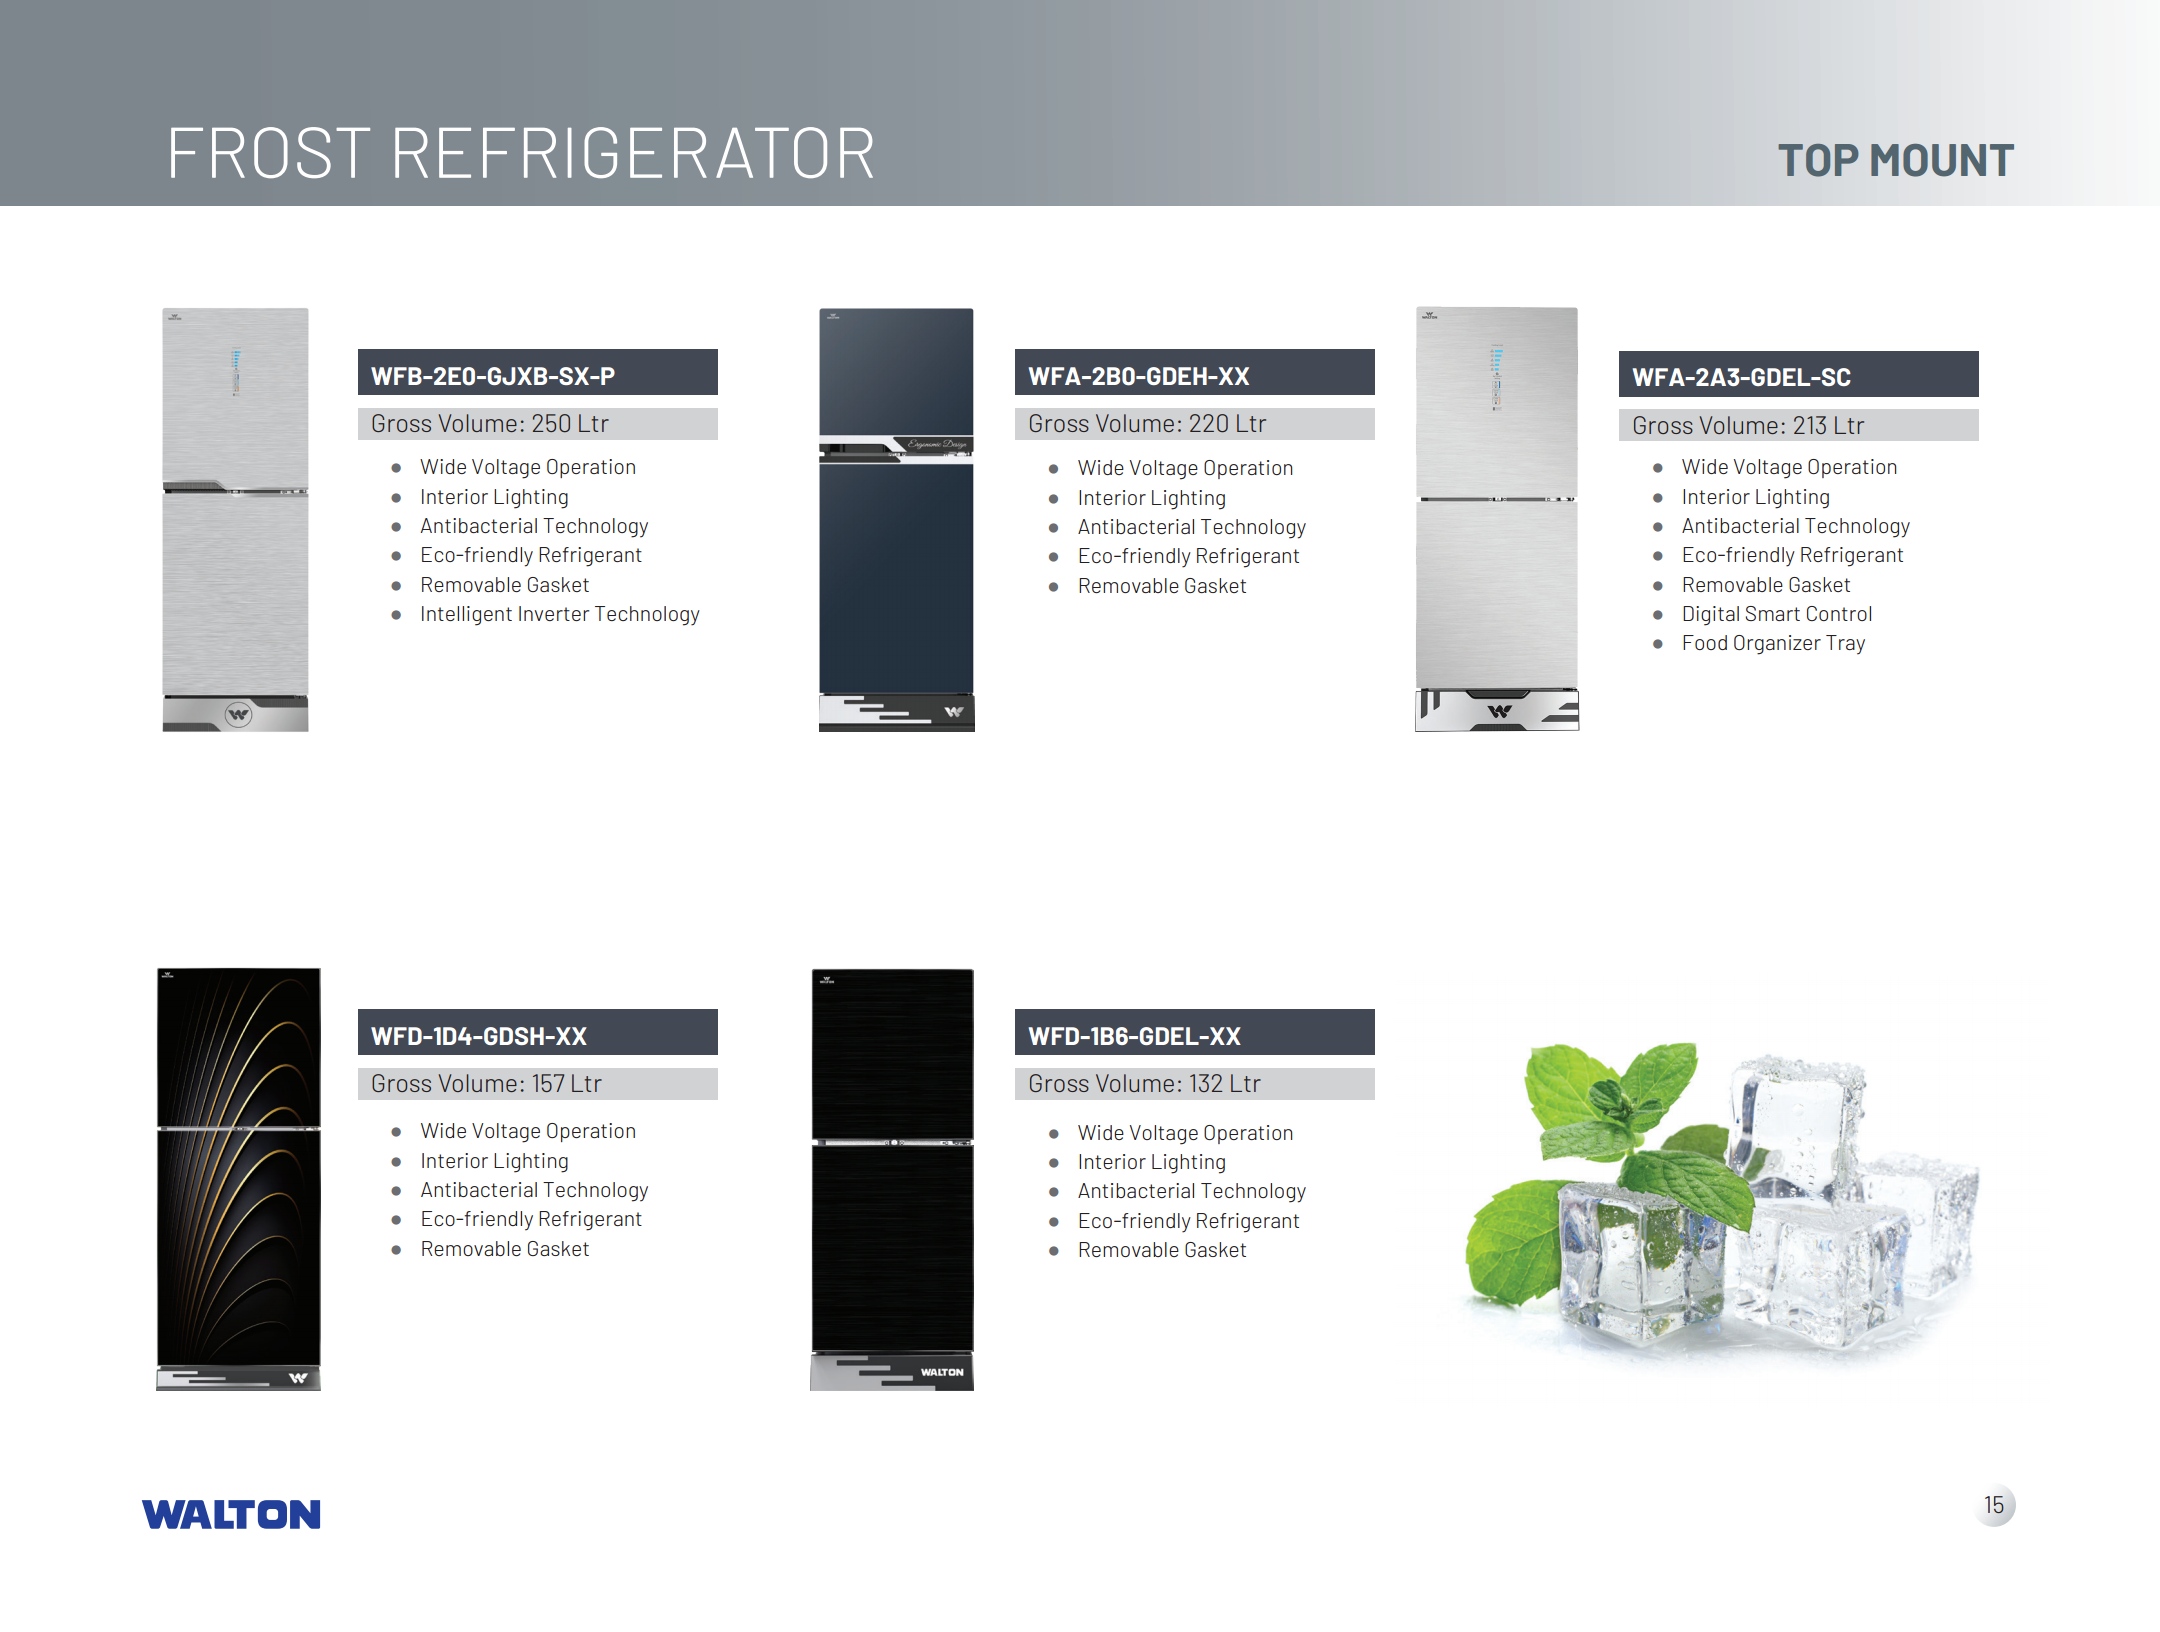 FROST REFRIGERATOR
TOP MOUNT
WFB-2E0-GJXB-SX-P
Gross Volume: 250 Ltr
Wide Voltage Operation
Interior Lighting
Antibacterial Technology
Eco-friendly Refrigerant
Removable Gasket
Intelligent Inverter Technology
Ergonomic Design
WFA-2B0-GDEH-XX
Gross Volume: 220 Ltr
Wide Voltage Operation
Interior Lighting
Antibacterial Technology
Eco-friendly Refrigerant
Removable Gasket
WALTON
WFA-2A3-GDEL-SC
Gross Volume: 213 Ltr
Wide Voltage Operation
Interior Lighting
Antibacterial Technology
Eco-friendly Refrigerant
Removable Gasket
Digital Smart Control
Food Organizer Tray
WALTON
WFD-1D4-GDSH-XX
Gross Volume: 157 Ltr
Wide Voltage Operation
Interior Lighting
Antibacterial Technology
Eco-friendly Refrigerant
Removable Gasket
WALTON
WALTON
WFD-1B6-GDEL-XX
Gross Volume: 132 Ltr
Wide Voltage Operation
Interior Lighting
Antibacterial Technology
Eco-friendly Refrigerant
Removable Gasket
WALTON
15